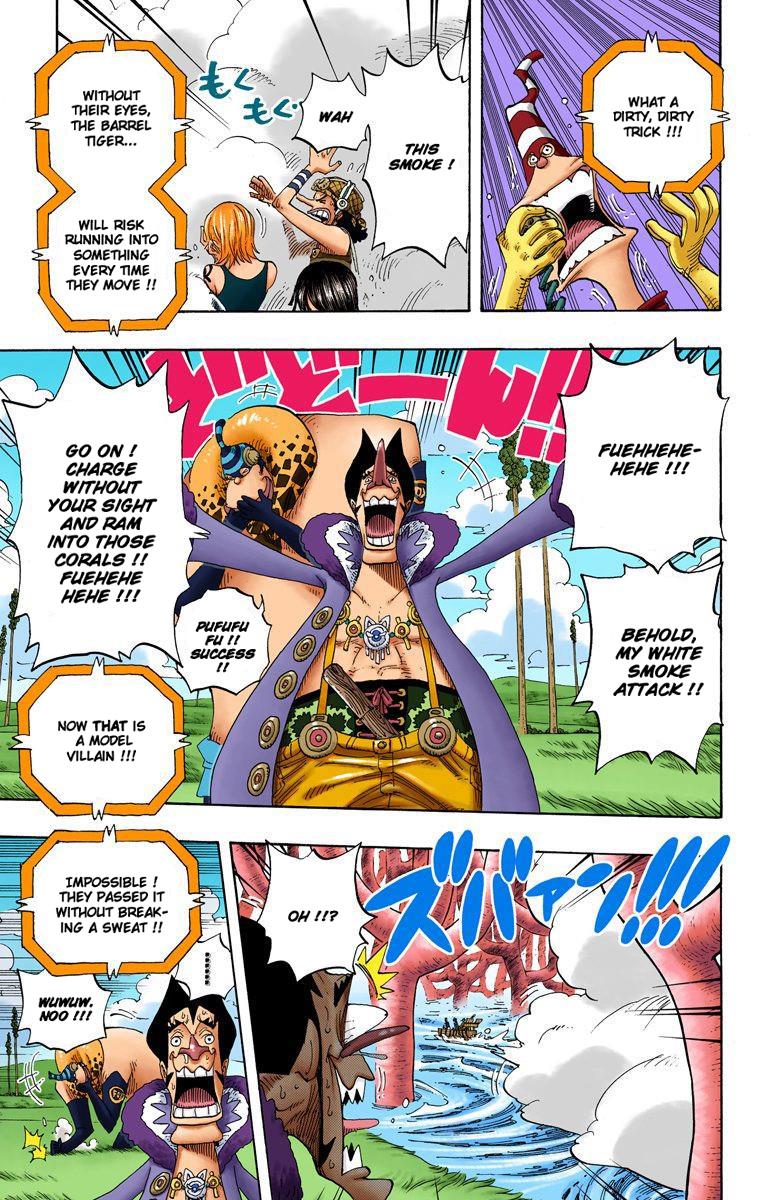 WHAT A
DIRTY, DIRTY
TRICK !!!
THIS
SMOKE !
WAH
もくもく
WITHOUT
THEIR EYES,
THE BARREL
TIGER...
WILL RISK
RUNNING INTO
SOMETHING
EVERY TIME
THEY MOVE !!
FUEHHEHE-
HEHE !!!
BEHOLD,
MY WHITE
SMOKE
ATTACK !!
GO ON !
CHARGE
WITHOUT
YOUR SIGHT
AND RAM
INTO THOSE
CORALS !!
FUEHEHE
HEHE !!!
PUFUFU
FU !!
SUCCESS
!!
NOW THAT IS
A MODEL
VILLAIN !!!
ズバァン!!!
OH !!?
IMPOSSIBLE !
THEY PASSED IT
WITHOUT BREAK-
ING A SWEAT !!
WUWUW.
NOO !!!